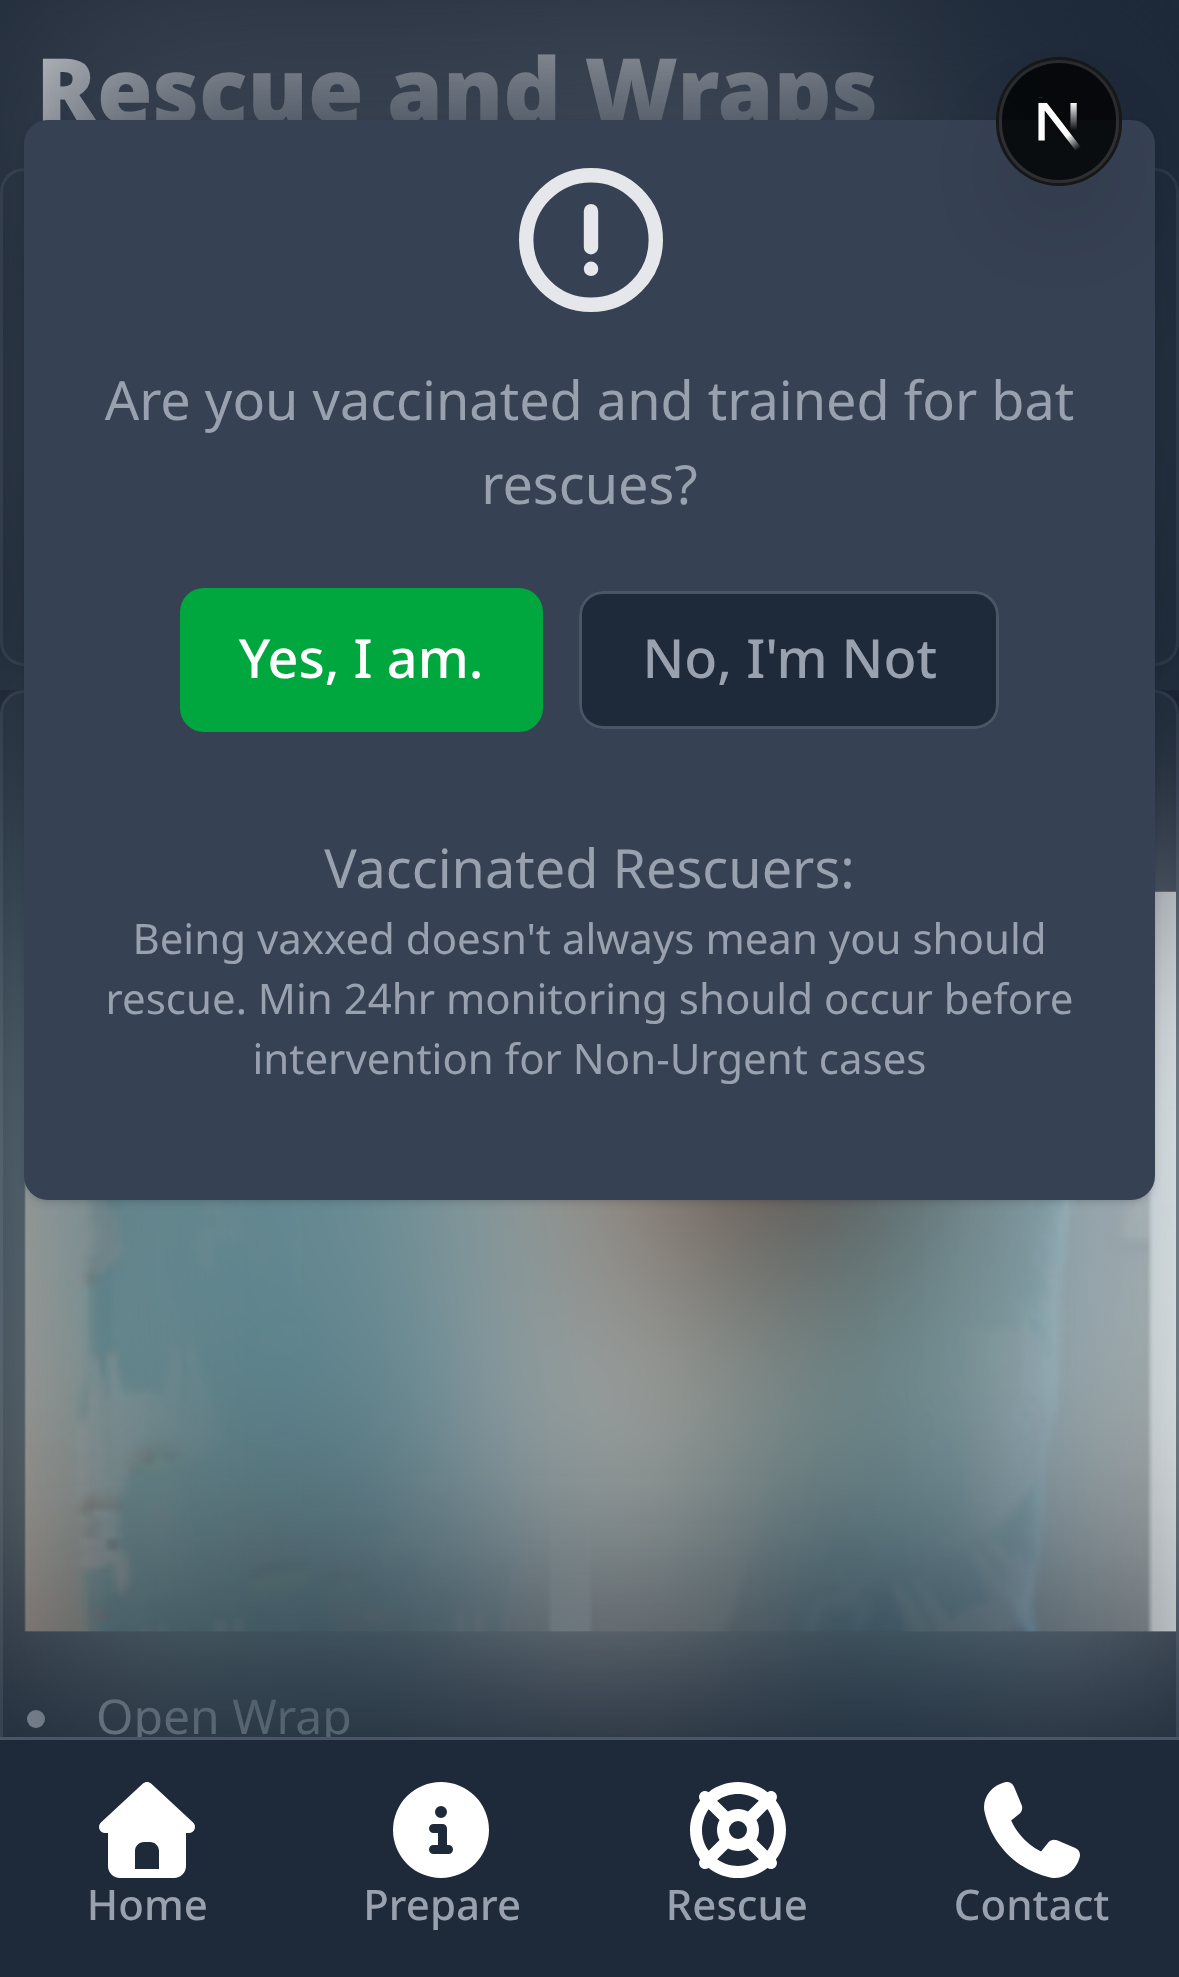 Rescue and Wraps
N
Are you vaccinated and trained for bat
rescues?
Yes, I am.
No, I'm Not
Vaccinated Rescuers:
Being vaxxed doesn't always mean you should
rescue. Min 24hr monitoring should occur before
intervention for Non-Urgent cases
Open Wrap
Home
Prepare
Rescue
Contact